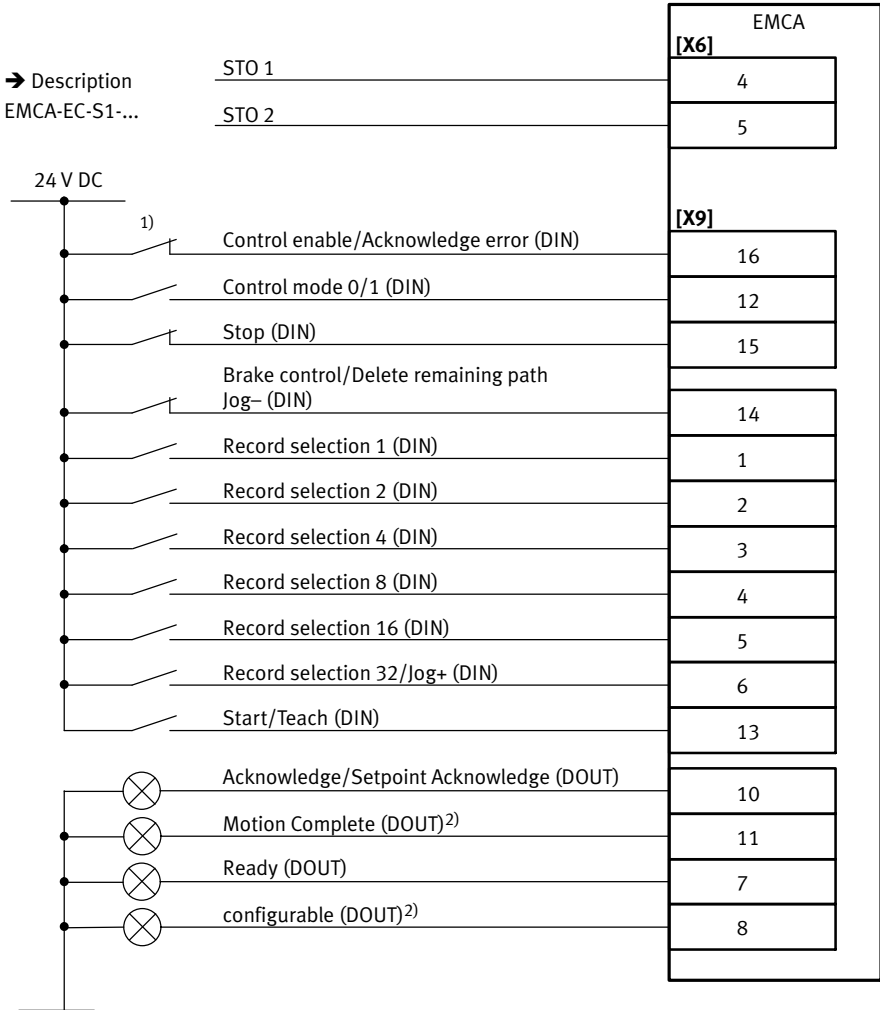 EMCA
[X6]
STO 1
4
➔ Description
EMCA-EC-S1-...
STO 2
5
24 V DC
[X9]
1)
Control enable/Acknowledge error (DIN)
16
Control mode 0/1 (DIN)
12
Stop (DIN)
15
Brake control/Delete remaining path
Jog– (DIN)
14
Record selection 1 (DIN)
1
Record selection 2 (DIN)
2
Record selection 4 (DIN)
3
Record selection 8 (DIN)
4
Record selection 16 (DIN)
5
Record selection 32/Jog+ (DIN)
6
Start/Teach (DIN)
13
Acknowledge/Setpoint Acknowledge (DOUT)
10
Motion Complete (DOUT)2)
11
Ready (DOUT)
7
configurable (DOUT)2)
8